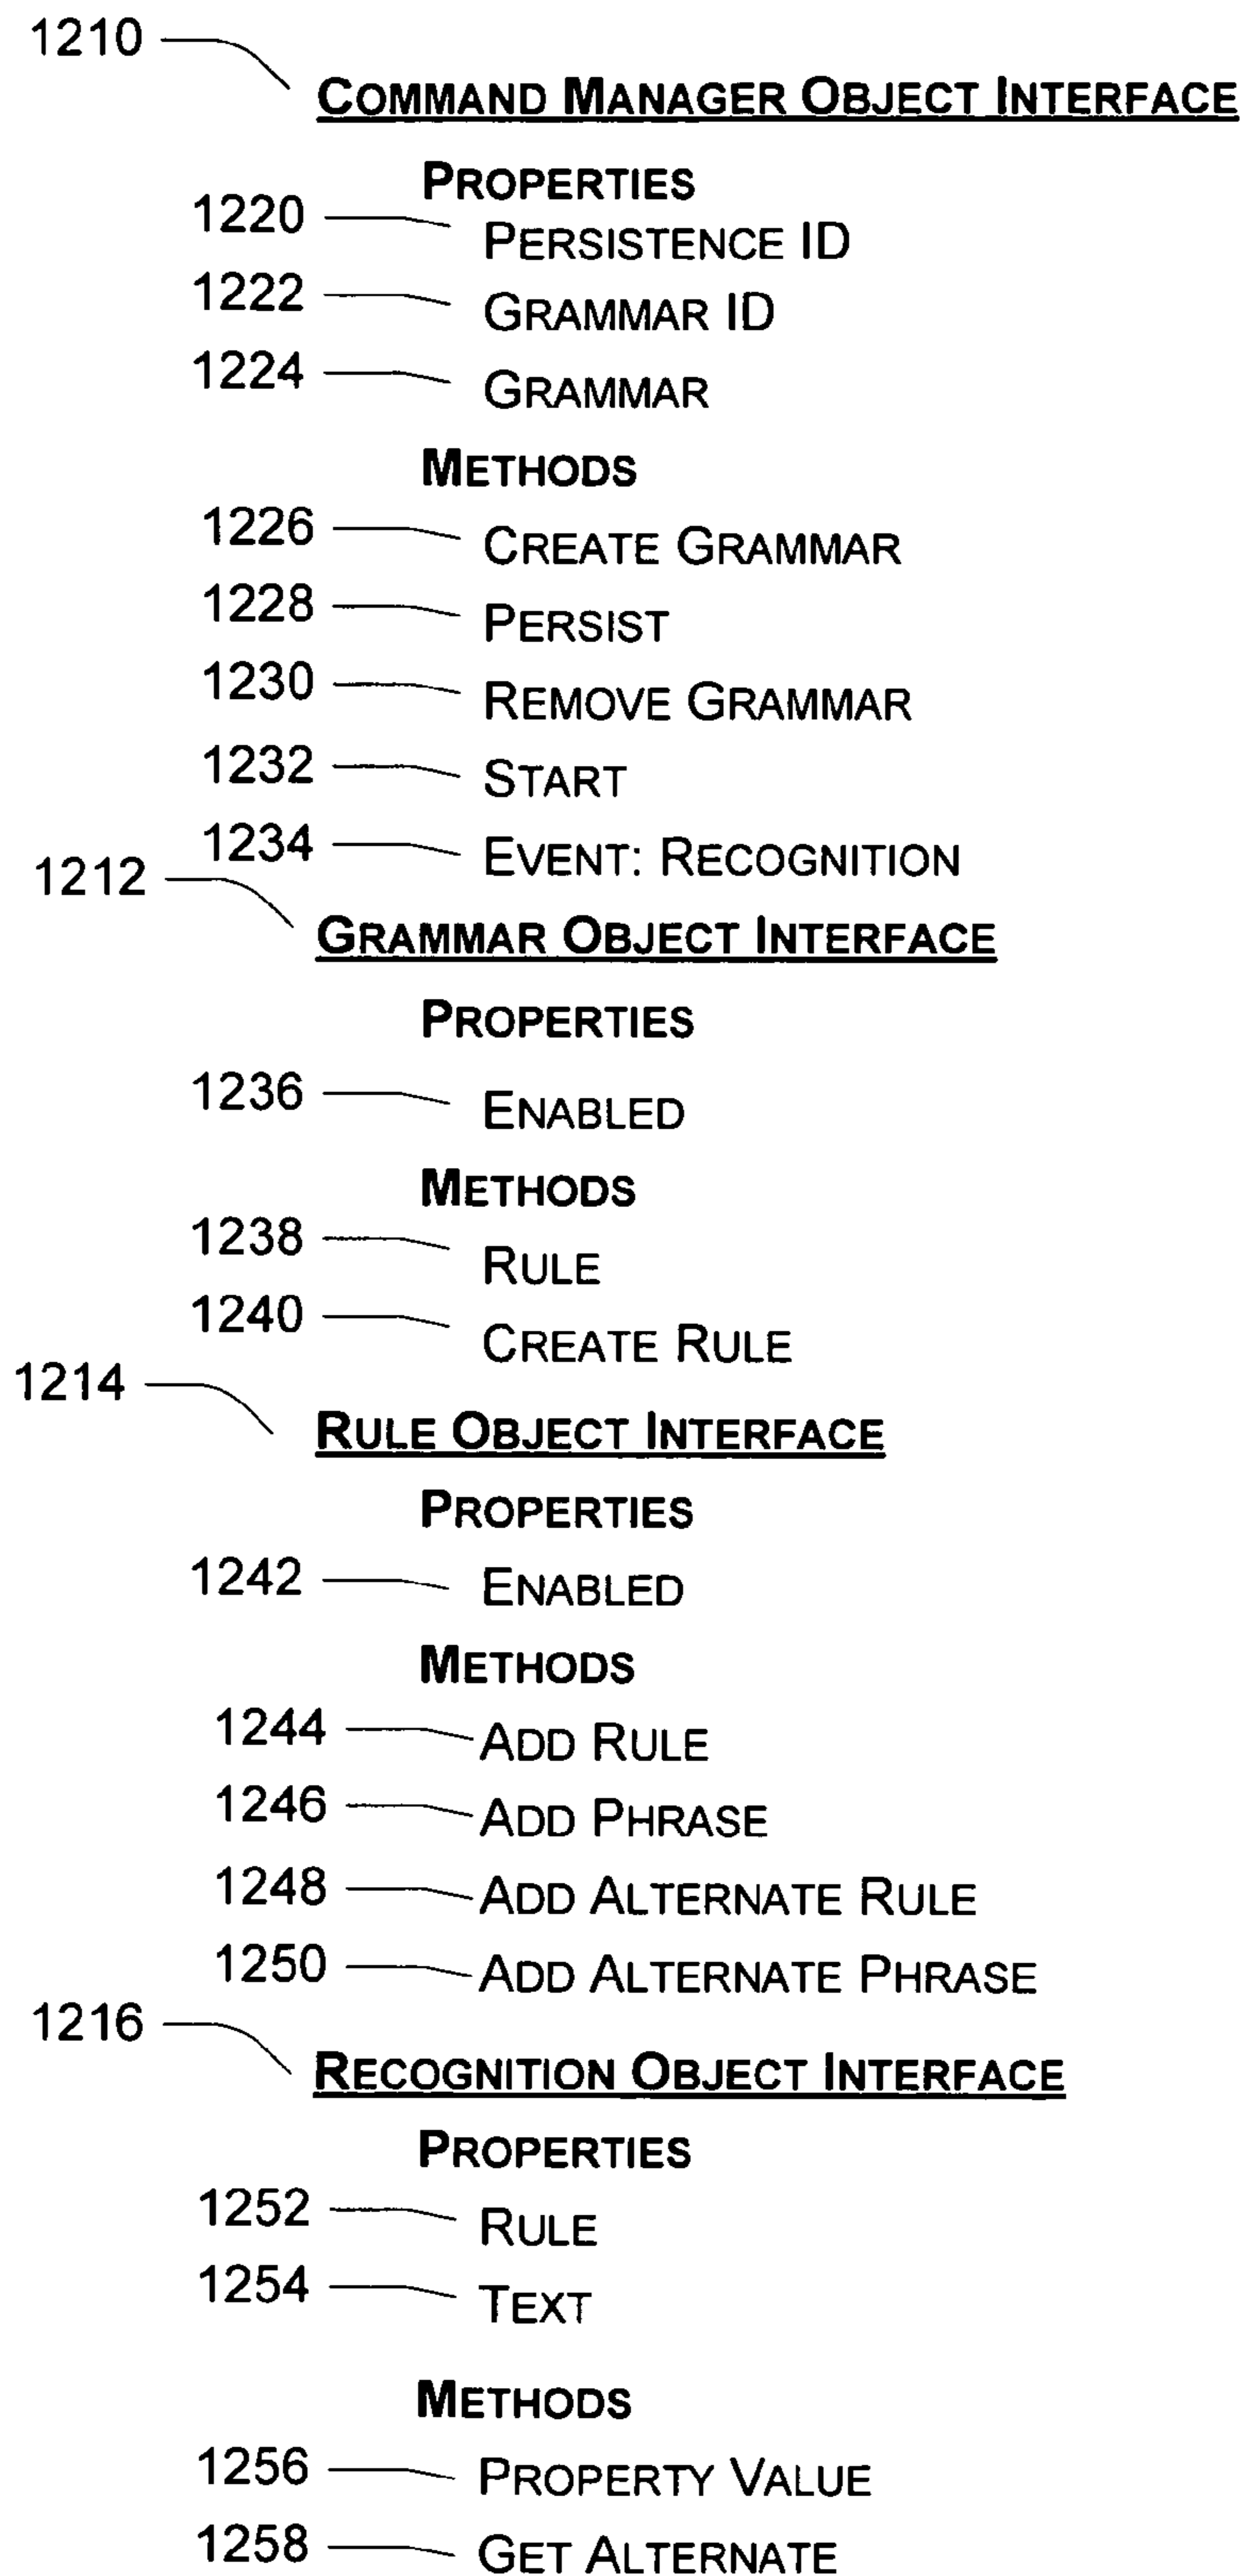 1210
COMMAND MANAGER OBJECT INTERFACE
PROPERTIES
1220 PERSISTENCE ID
1222 GRAMMAR ID
1224 GRAMMAR
METHODS
1226 CREATE GRAMMAR
1228 PERSIST
1230 REMOVE GRAMMAR
1232 START
1234 EVENT: RECOGNITION
1212
GRAMMAR OBJECT INTERFACE
PROPERTIES
1236 ENABLED
METHODS
1238 RULE
1240 CREATE RULE
1214
RULE OBJECT INTERFACE
PROPERTIES
1242 ENABLED
METHODS
1244 ADD RULE
1246 ADD PHRASE
1248 ADD ALTERNATE RULE
1250 ADD ALTERNATE PHRASE
1216
RECOGNITION OBJECT INTERFACE
PROPERTIES
1252 RULE
1254 TEXT
METHODS
1256 PROPERTY VALUE
1258 GET ALTERNATE